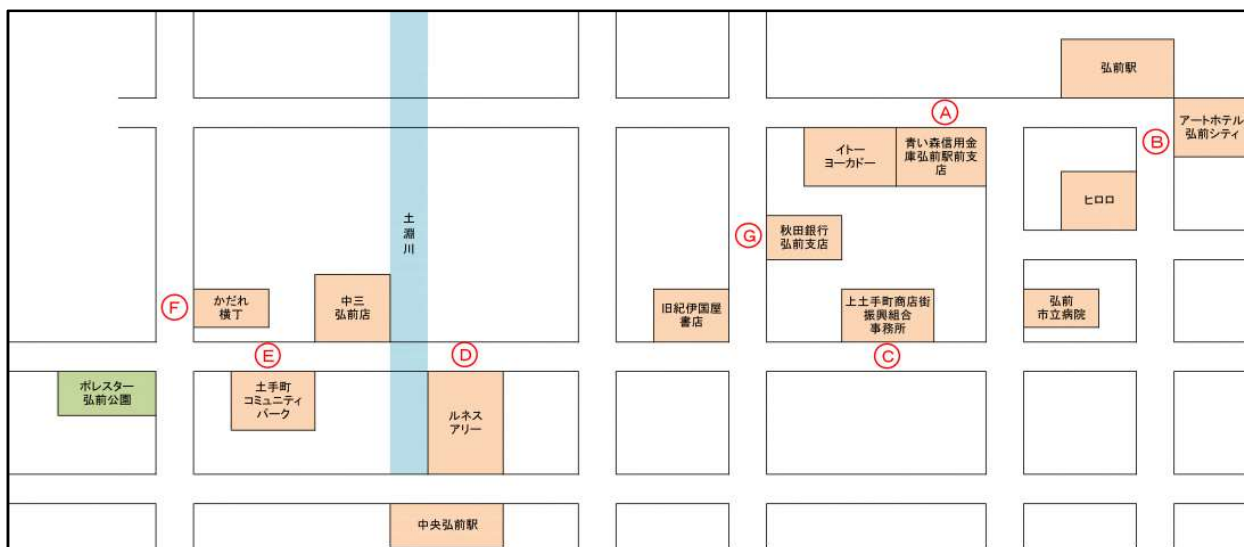 弘前駅
Ⓐ
アートホテル
弘前シティ
Ⓑ
イトー
ヨーカドー
青い森信用金
庫弘前駅前支
店
ヒロロ
土
淵
川
Ⓖ
秋田銀行
弘前支店
Ⓕ
かだれ
横丁
中三
弘前店
旧紀伊国屋
書店
上土手町商店街
振興組合
事務所
弘前
市立病院
Ⓔ
Ⓓ
Ⓒ
ポレスター
弘前公園
土手町
コミュニティ
パーク
ルネス
アリー
中央弘前駅